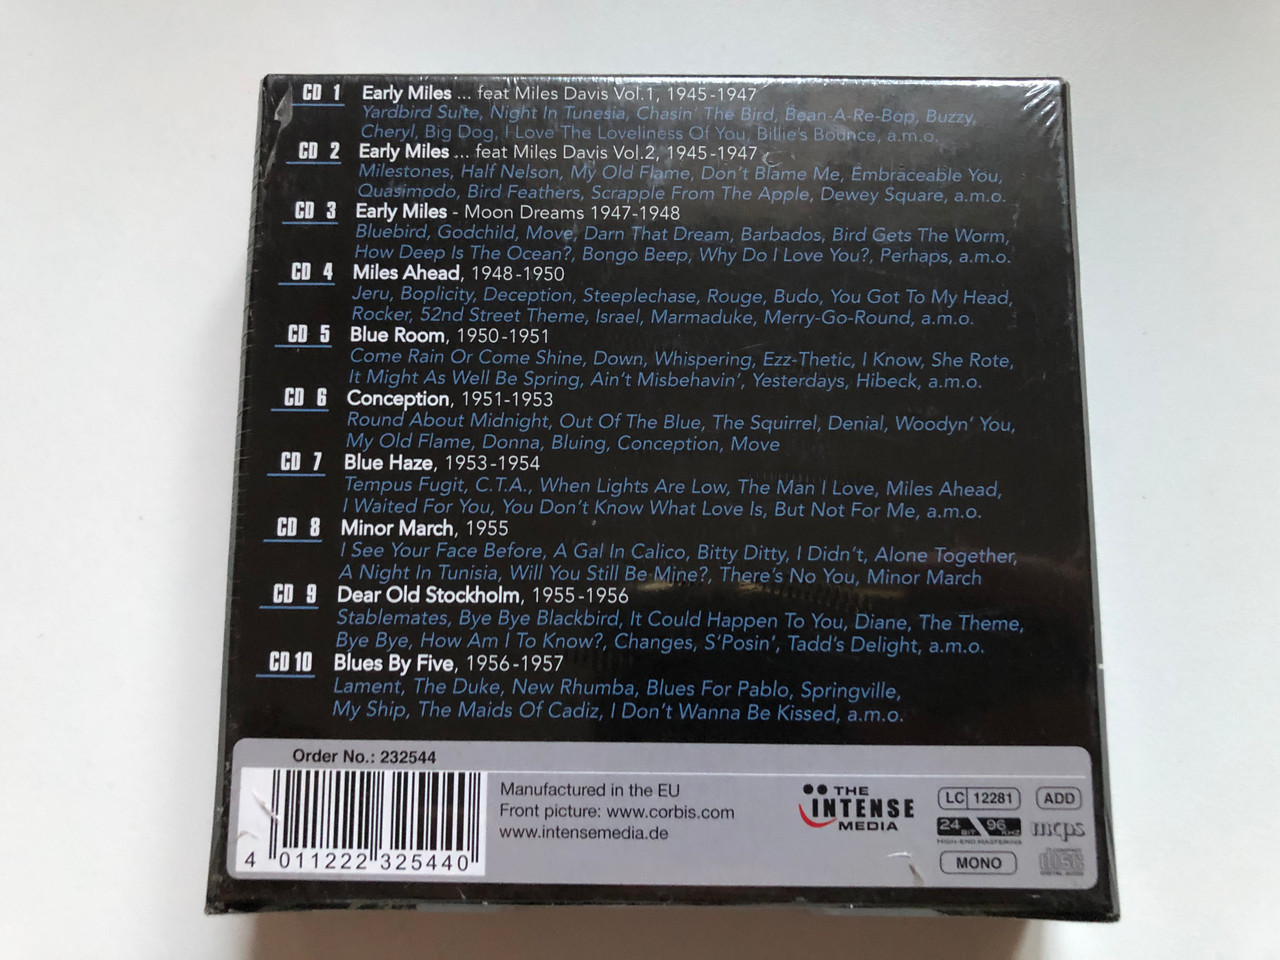 CD 1 Early Miles ... feat Miles Davis Vol.1, 1945-1947
Yardbird Suite, Night In Tunesia, Chasin' The Bird, Bean-A-Re-Bop, Buzzy,
Cheryl, Big Dog, I Love The Loveliness Of You, Billie's Bounce, a.m.o.
CD 2 Early Miles ... feat Miles Davis Vol.2, 1945-1947
Milestones, Half Nelson, My Old Flame, Don't Blame Me, Embraceable You,
Quasimodo, Bird Feathers, Scrapple From The Apple, Dewey Square, a.m.o.
CD 3 Early Miles - Moon Dreams 1947-1948
Bluebird, Godchild, Move, Darn That Dream, Barbados, Bird Gets The Worm,
How Deep Is The Ocean?, Bongo Beep, Why Do I Love You?, Perhaps, a.m.o.
CD 4 Miles Ahead, 1948-1950
Jeru, Boplicity, Deception, Steeplechase, Rouge, Budo, You Got To My Head,
Rocker, 52nd Street Theme, Israel, Marmaduke, Merry-Go-Round, a.m.o.
CD 5 Blue Room, 1950-1951
Come Rain Or Come Shine, Down, Whispering, Ezz-Thetic, I Know, She Rote,
It Might As Well Be Spring, Ain't Misbehavin', Yesterdays, Hibeck, a.m.o.
CD 6 Conception, 1951-1953
Round About Midnight, Out Of The Blue, The Squirrel, Denial, Woodyn' You,
My Old Flame, Donna, Bluing, Conception, Move
CD 7 Blue Haze, 1953-1954
Tempus Fugit, C.T.A., When Lights Are Low, The Man I Love, Miles Ahead,
I Waited For You, You Don't Know What Love Is, But Not For Me, a.m.o.
CD 8 Minor March, 1955
I See Your Face Before, A Gal In Calico, Bitty Ditty, I Didn't, Alone Together,
A Night In Tunisia, Will You Still Be Mine?, There's No You, Minor March
CD 9 Dear Old Stockholm, 1955-1956
Stablemates, Bye Bye Blackbird, It Could Happen To You, Diane, The Theme,
Bye Bye, How Am I To Know?, Changes, S'Posin', Tadd's Delight, a.m.o.
CD 10 Blues By Five, 1956-1957
Lament, The Duke, New Rhumba, Blues For Pablo, Springville,
My Ship, The Maids Of Cadiz, I Don't Wanna Be Kissed, a.m.o.
Order No.: 232544
4 011222 325440
Manufactured in the EU
Front picture: www.corbis.com
www.intensemedia.de
THE
INTENSE
MEDIA
LC 12281
ADD
24 BIT 96 KHZ
HIGH-END MASTERING
mcps
MONO
COMPACT
disc
DIGITAL AUDIO